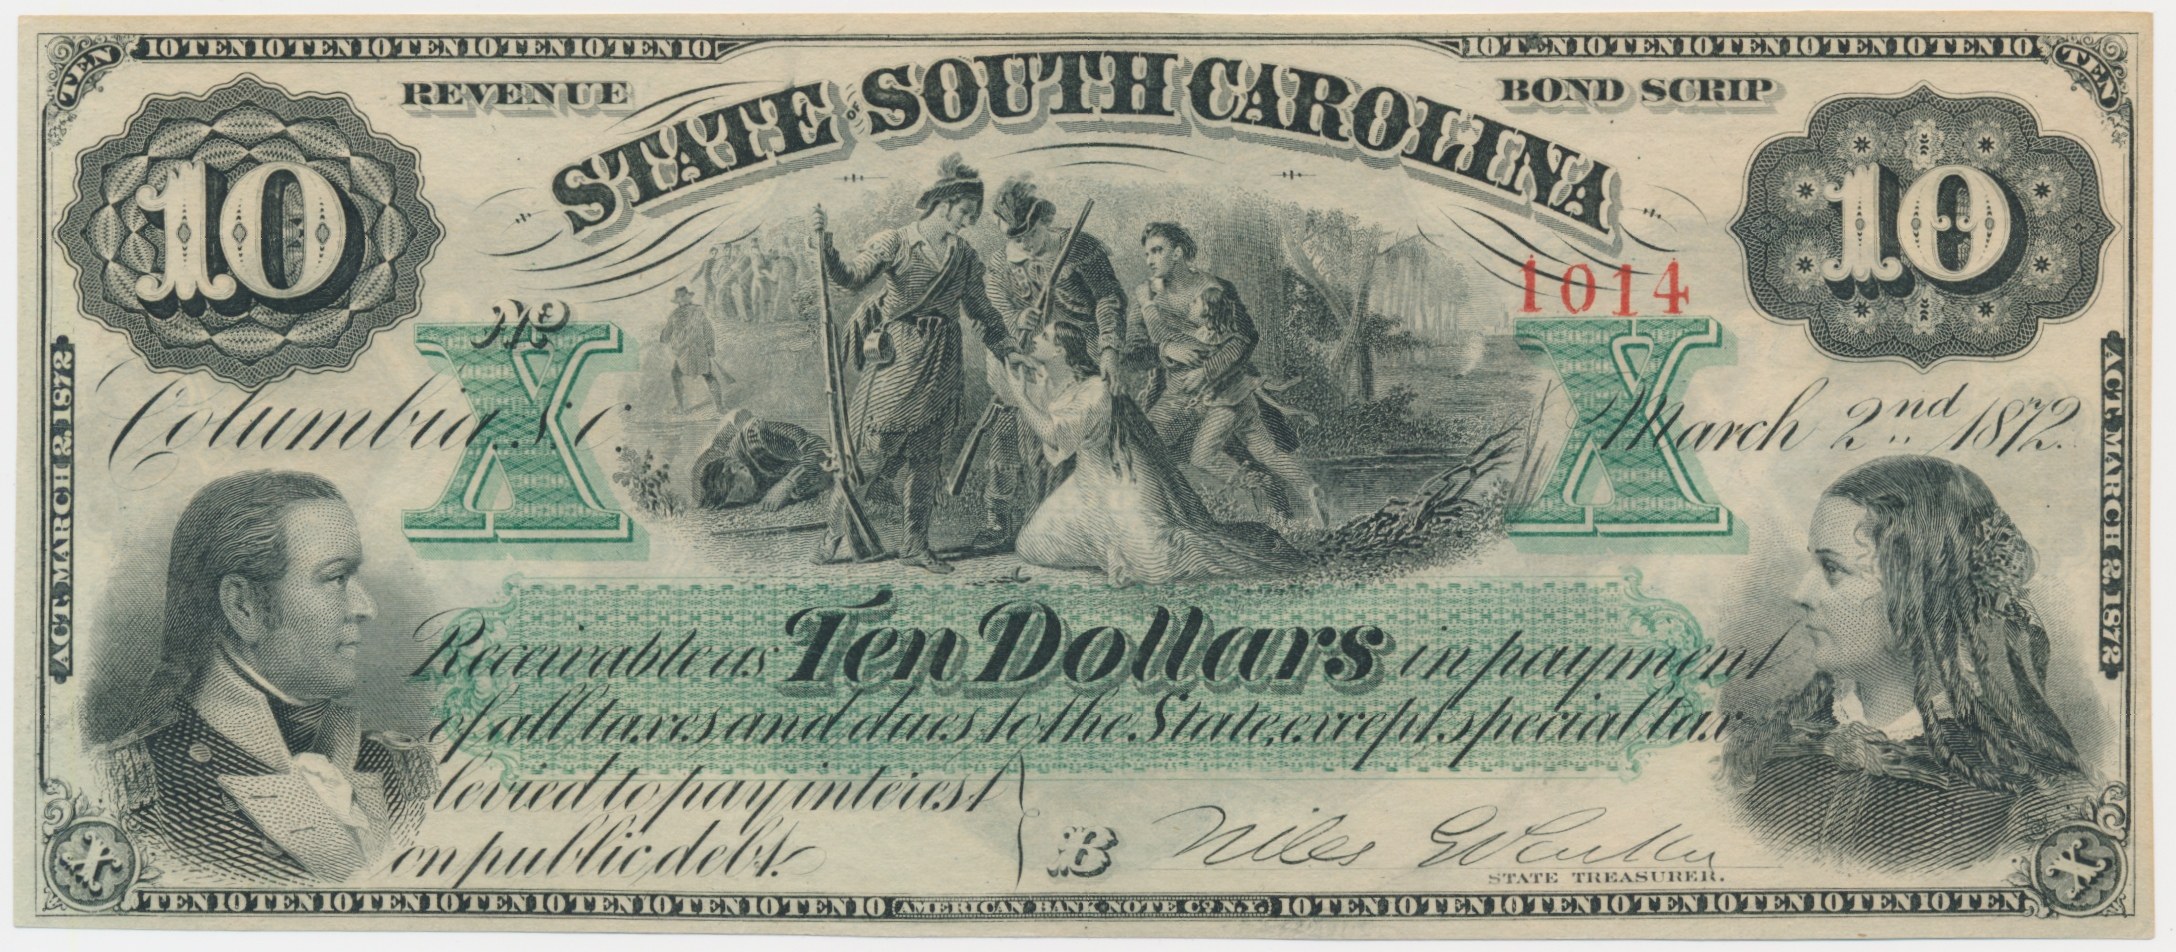 TEN 10TEN10TEN10TEN10TEN10TEN10 10TEN10TEN10TEN10TEN10TEN10 TEN
REVENUE BOND SCRIP
STATE OF SOUTH CAROLINA
10 10
No 1014
X X
Columbia S.C. March 2nd 1872.
ACT MARCH 2, 1872 ACT MARCH 2, 1872
Receivable as Ten Dollars in payment
of all taxes and dues to the State, except special tax
levied to pay interest
on public debt.
B Niles G Parker
STATE TREASURER.
X X
TEN10TEN10TEN10TEN10TEN10TEN10TEN10 AMERICAN BANK NOTE CO. N.Y. 10TEN10TEN10TEN10TEN10TEN10TEN10TEN